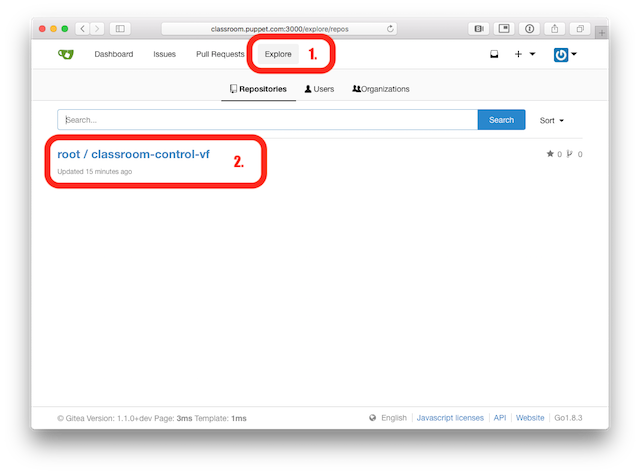 classroom.puppet.com:3000/explore/repos
Dashboard Issues Pull Requests Explore 1.
Repositories Users Organizations
Search... Search Sort
root / classroom-control-vf 2. 0 0
Updated 15 minutes ago
© Gitea Version: 1.1.0+dev Page: 3ms Template: 1ms English Javascript licenses API Website Go1.8.3